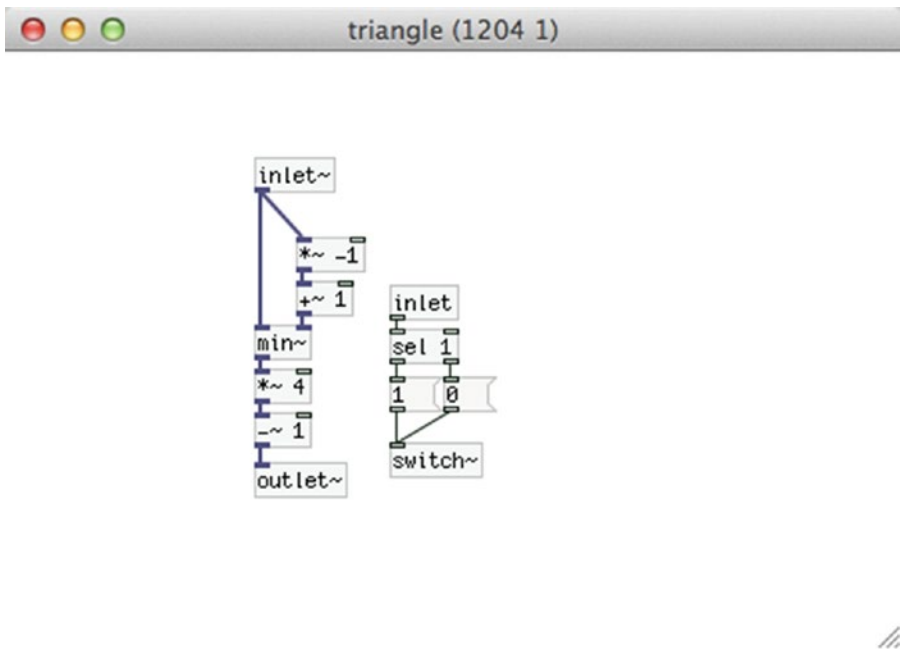 triangle (1204 1)
inlet~
*~ -1
+~ 1
min~
*~ 4
-~ 1
outlet~
inlet
sel 1
1
0
switch~